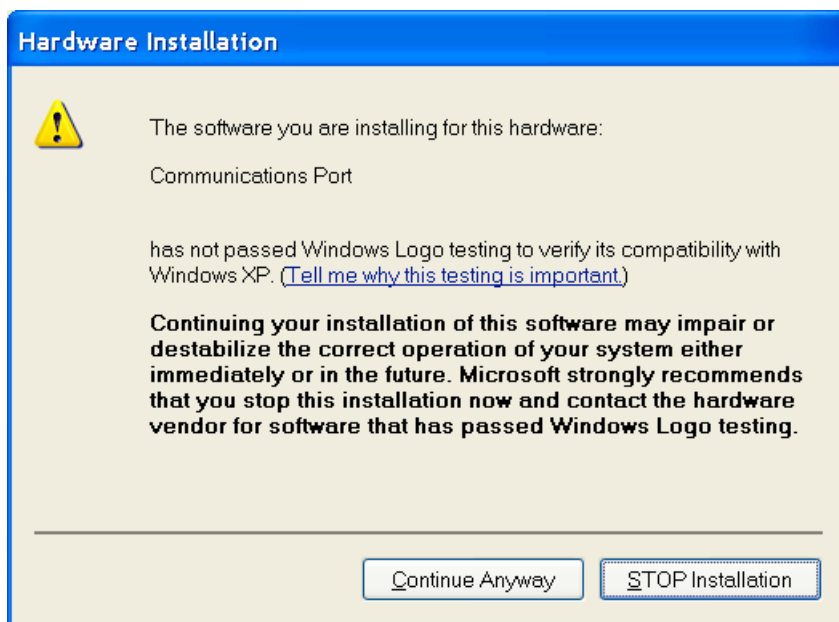 Hardware Installation
The software you are installing for this hardware:
Communications Port
has not passed Windows Logo testing to verify its compatibility with
Windows XP. (Tell me why this testing is important.)
Continuing your installation of this software may impair or
destabilize the correct operation of your system either
immediately or in the future. Microsoft strongly recommends
that you stop this installation now and contact the hardware
vendor for software that has passed Windows Logo testing.
Continue Anyway
STOP Installation